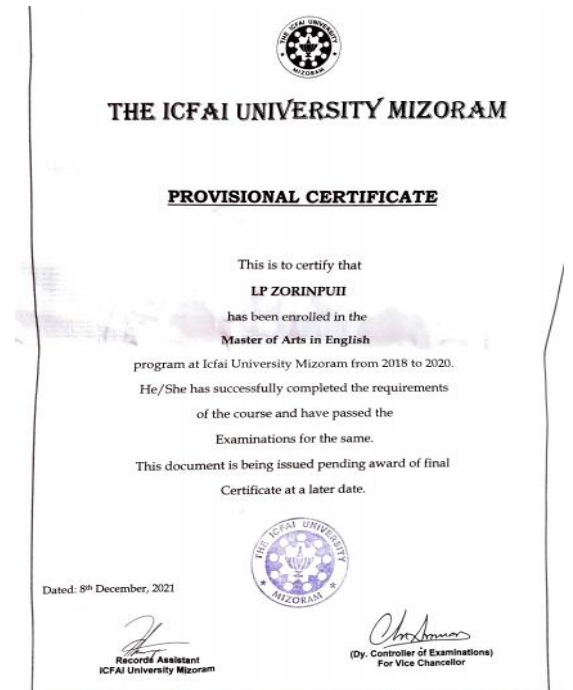 THE ICFAI UNIVERSITY
MIZORAM
THE ICFAI UNIVERSITY MIZORAM
PROVISIONAL CERTIFICATE
This is to certify that
LP ZORINPUII
has been enrolled in the
Master of Arts in English
program at Icfai University Mizoram from 2018 to 2020.
He/She has successfully completed the requirements
of the course and have passed the
Examinations for the same.
This document is being issued pending award of final
Certificate at a later date.
THE ICFAI UNIVERSITY
MIZORAM
Dated: 8th December, 2021
Records Assistant
ICFAI University Mizoram
(Dy. Controller of Examinations)
For Vice Chancellor